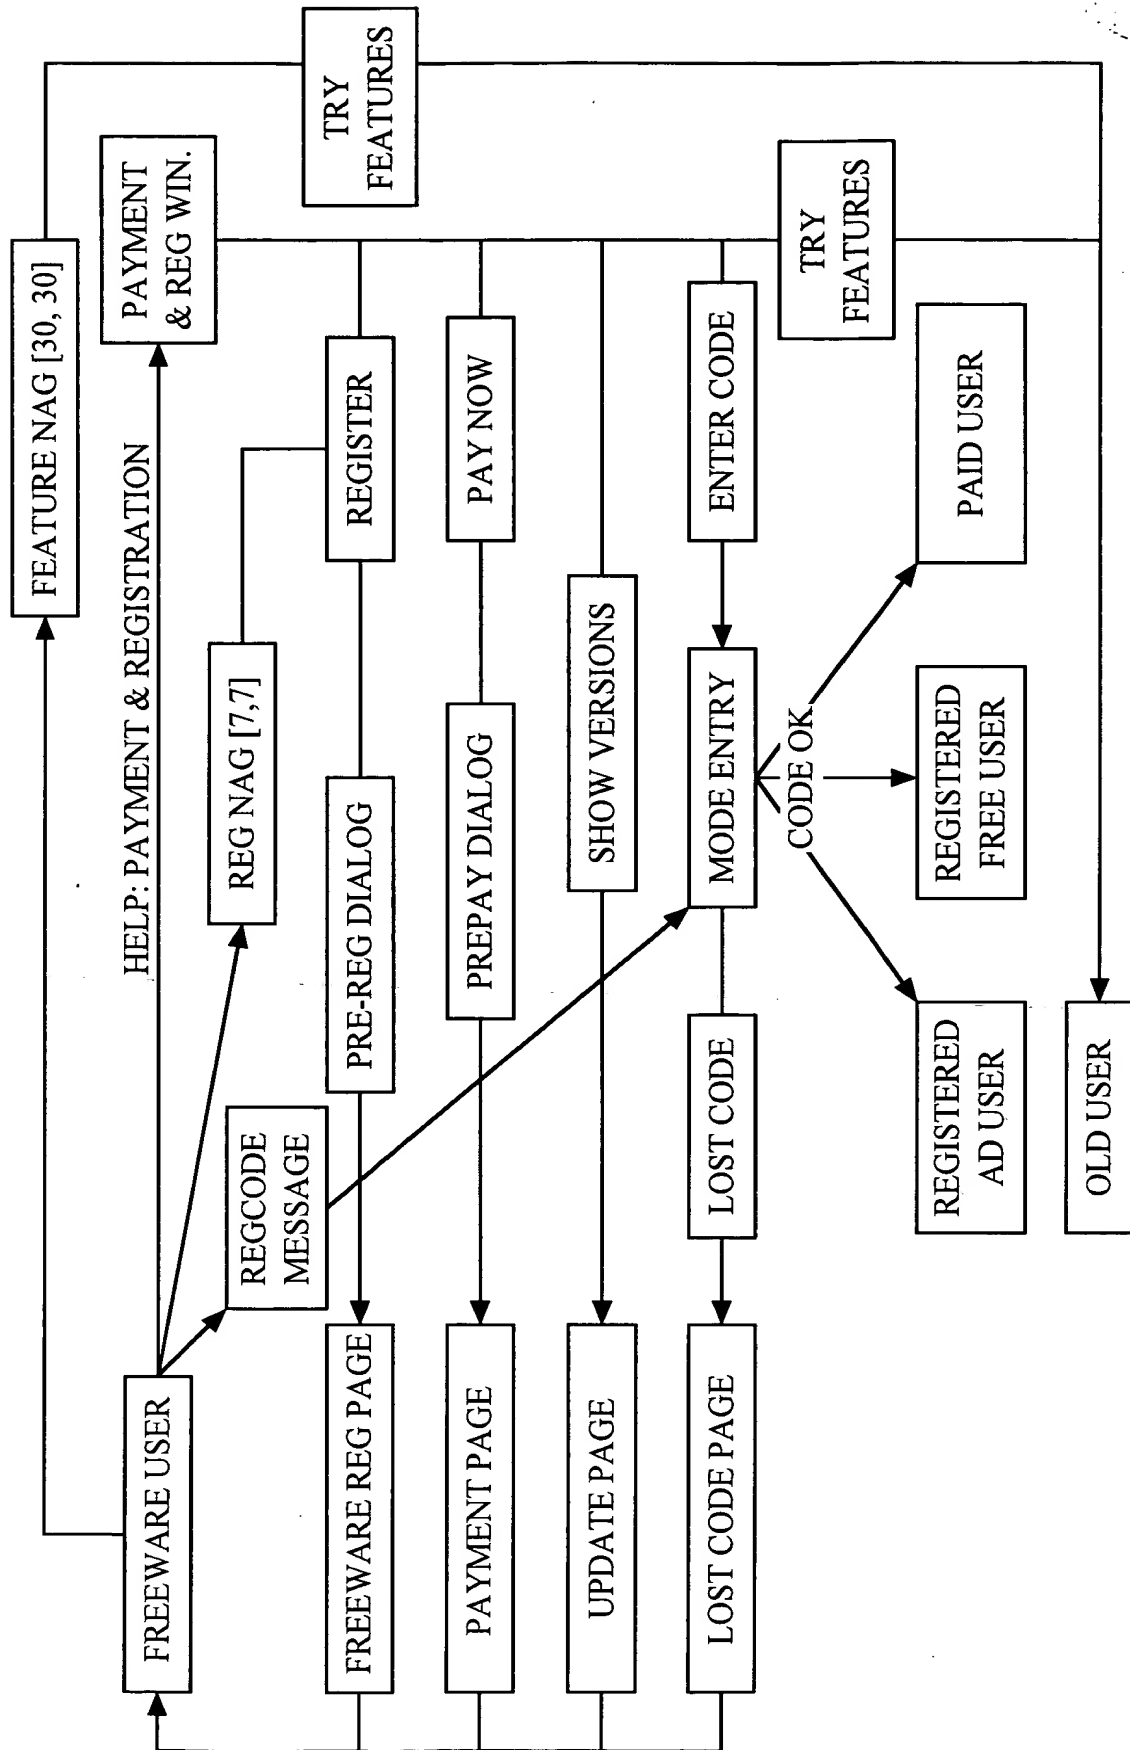 FEATURE NAG [30, 30]
TRY
FEATURES
FREEWARE USER
HELP: PAYMENT & REGISTRATION
PAYMENT
& REG WIN.
REG NAG [7,7]
REGCODE
MESSAGE
FREEWARE REG PAGE
PRE-REG DIALOG
REGISTER
PAYMENT PAGE
PREPAY DIALOG
PAY NOW
UPDATE PAGE
SHOW VERSIONS
LOST CODE PAGE
LOST CODE
MODE ENTRY
ENTER CODE
CODE OK
TRY
FEATURES
REGISTERED
AD USER
REGISTERED
FREE USER
PAID USER
OLD USER